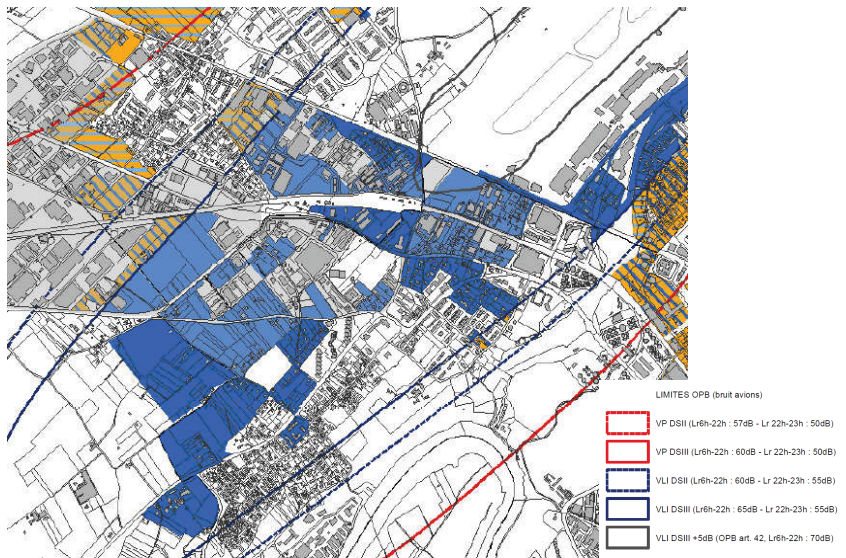 LIMITES OPB (bruit avions)
VP DSII (Lr6h-22h : 57dB - Lr 22h-23h : 50dB)
VP DSIII (Lr6h-22h : 60dB - Lr 22h-23h : 50dB)
VLI DSII (Lr6h-22h : 60dB - Lr 22h-23h : 55dB)
VLI DSIII (Lr6h-22h : 65dB - Lr 22h-23h : 55dB)
VLI DSIII +5dB (OPB art. 42, Lr6h-22h : 70dB)